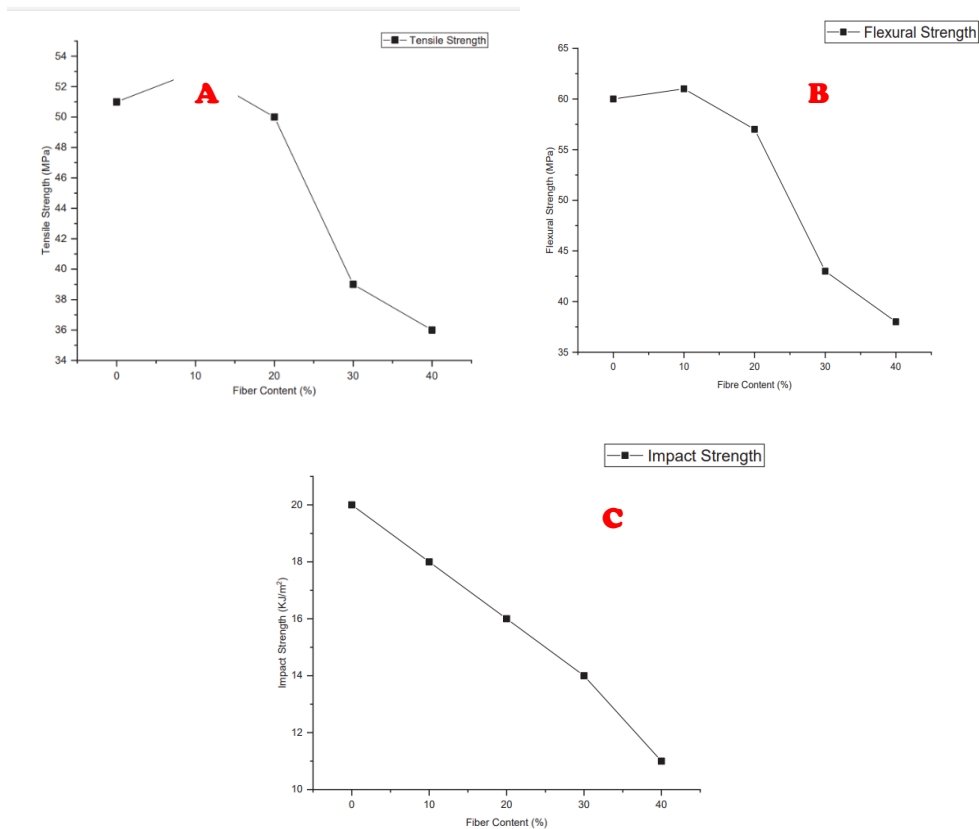 Tensile Strength
A
54
52
50
48
46
44
42
40
38
36
34
Tensile Strength (MPa)
0 10 20 30 40
Fiber Content (%)
Flexural Strength
B
65
60
55
50
45
40
35
Flexural Strength (MPa)
0 10 20 30 40
Fibre Content (%)
Impact Strength
C
20
18
16
14
12
10
Impact Strength (KJ/m²)
0 10 20 30 40
Fiber Content (%)